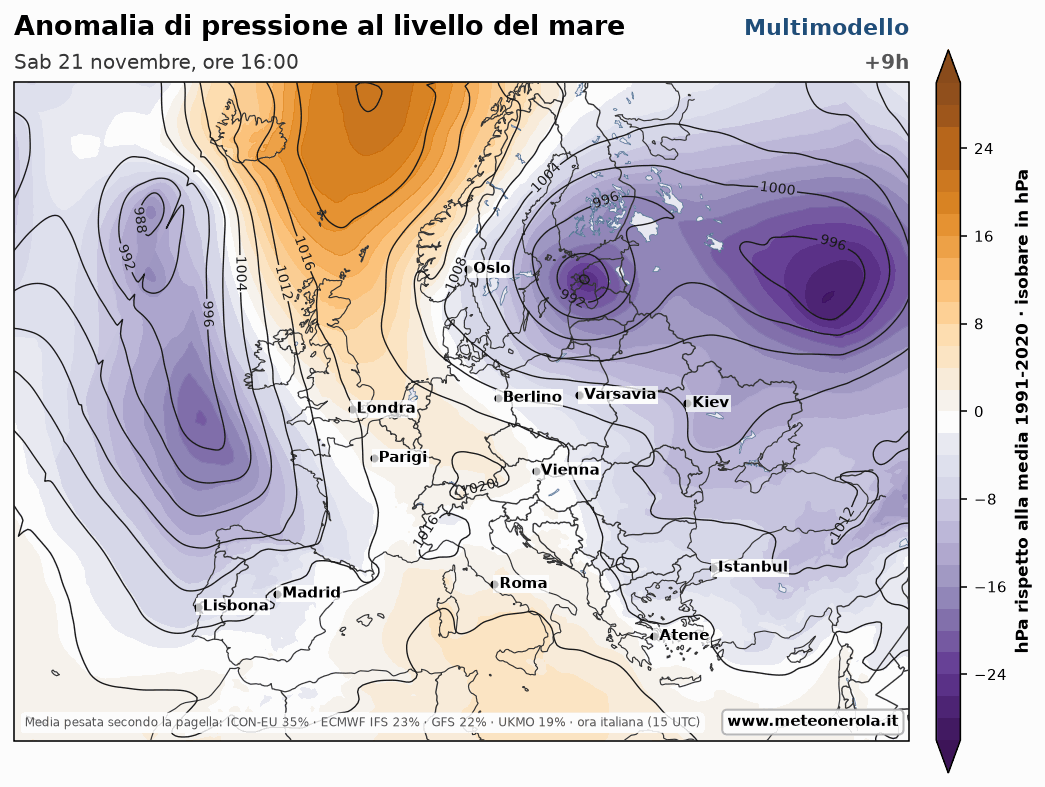 Anomalia di pressione al livello del mare
Multimodello
Sab 21 novembre, ore 16:00
+9h
1004
1000
996
988
992
1016
1012
1004
1008
Oslo
996
992
996
Berlino
Varsavia
Kiev
Londra
Parigi
Vienna
1020
1016
1012
Istanbul
Roma
Madrid
Lisbona
Atene
Media pesata secondo la pagella: ICON-EU 35% · ECMWF IFS 23% · GFS 22% · UKMO 19% · ora italiana (15 UTC)
www.meteonerola.it
24
16
8
0
−8
−16
−24
hPa rispetto alla media 1991-2020 · isobare in hPa